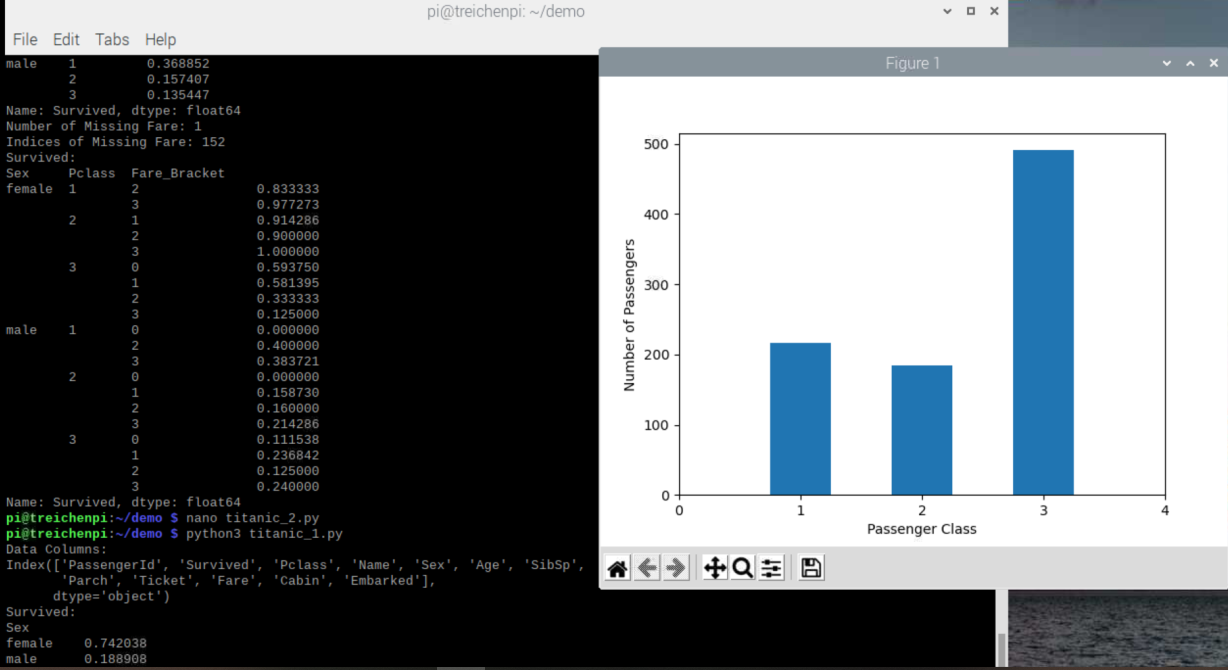 pi@treichenpi: ~/demo
File Edit Tabs Help
male    1         0.368852
        2         0.157407
        3         0.135447
Name: Survived, dtype: float64
Number of Missing Fare: 1
Indices of Missing Fare: 152
Survived:
Sex     Pclass  Fare_Bracket
female  1       2               0.833333
                3               0.977273
        2       1               0.914286
                2               0.900000
                3               1.000000
        3       0               0.593750
                1               0.581395
                2               0.333333
                3               0.125000
male    1       0               0.000000
                2               0.400000
                3               0.383721
        2       0               0.000000
                1               0.158730
                2               0.160000
                3               0.214286
        3       0               0.111538
                1               0.236842
                2               0.125000
                3               0.240000
Name: Survived, dtype: float64
pi@treichenpi:~/demo $ nano titanic_2.py
pi@treichenpi:~/demo $ python3 titanic_1.py
Data Columns:
Index(['PassengerId', 'Survived', 'Pclass', 'Name', 'Sex', 'Age', 'SibSp',
       'Parch', 'Ticket', 'Fare', 'Cabin', 'Embarked'],
      dtype='object')
Survived:
Sex
female    0.742038
male      0.188908
Figure 1
500
400
300
200
100
0
Number of Passengers
0 1 2 3 4
Passenger Class